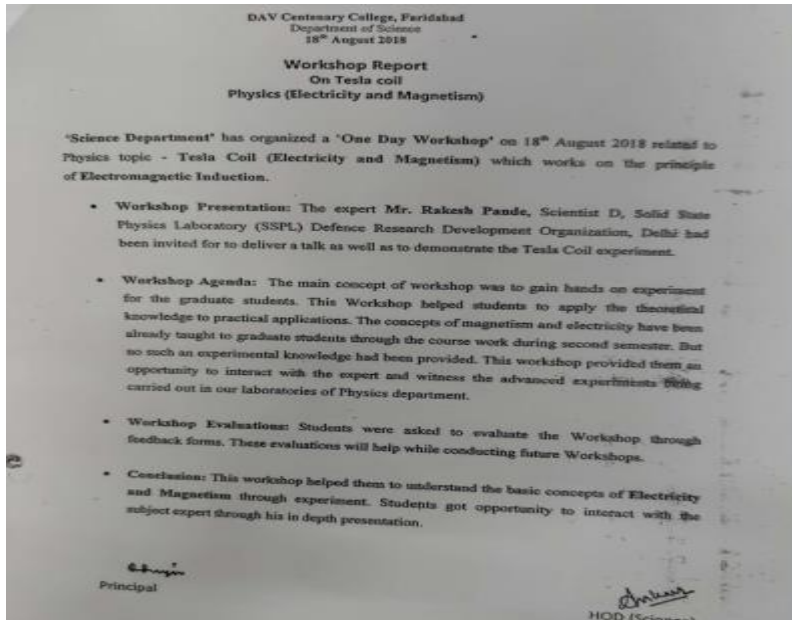 DAV Centenary College, Faridabad
Department of Science
18th August 2018
Workshop Report
On Tesla coil
Physics (Electricity and Magnetism)
"Science Department" has organized a "One Day Workshop" on 18th August 2018 related to
Physics topic - Tesla Coil (Electricity and Magnetism) which works on the principle
of Electromagnetic Induction.
• Workshop Presentation: The expert Mr. Rakesh Pande, Scientist D, Solid State
Physics Laboratory (SSPL) Defence Research Development Organization, Delhi had
been invited for to deliver a talk as well as to demonstrate the Tesla Coil experiment.
• Workshop Agenda: The main concept of workshop was to gain hands on experiment
for the graduate students. This Workshop helped students to apply the theoretical
knowledge to practical applications. The concepts of magnetism and electricity have been
already taught to graduate students through the course work during second semester. But
no such an experimental knowledge had been provided. This workshop provided them an
opportunity to interact with the expert and witness the advanced experiments being
carried out in our laboratories of Physics department.
• Workshop Evaluations: Students were asked to evaluate the Workshop through
feedback forms. These evaluations will help while conducting future Workshops.
• Conclusion: This workshop helped them to understand the basic concepts of Electricity
and Magnetism through experiment. Students got opportunity to interact with the
subject expert through his in depth presentation.
Principal
HOD (Science)